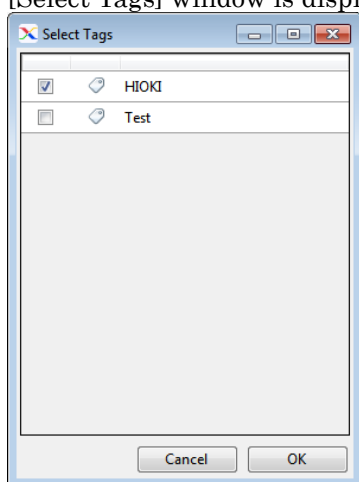 [Select Tags] window is displ
Select Tags
HIOKI
Test
Cancel
OK